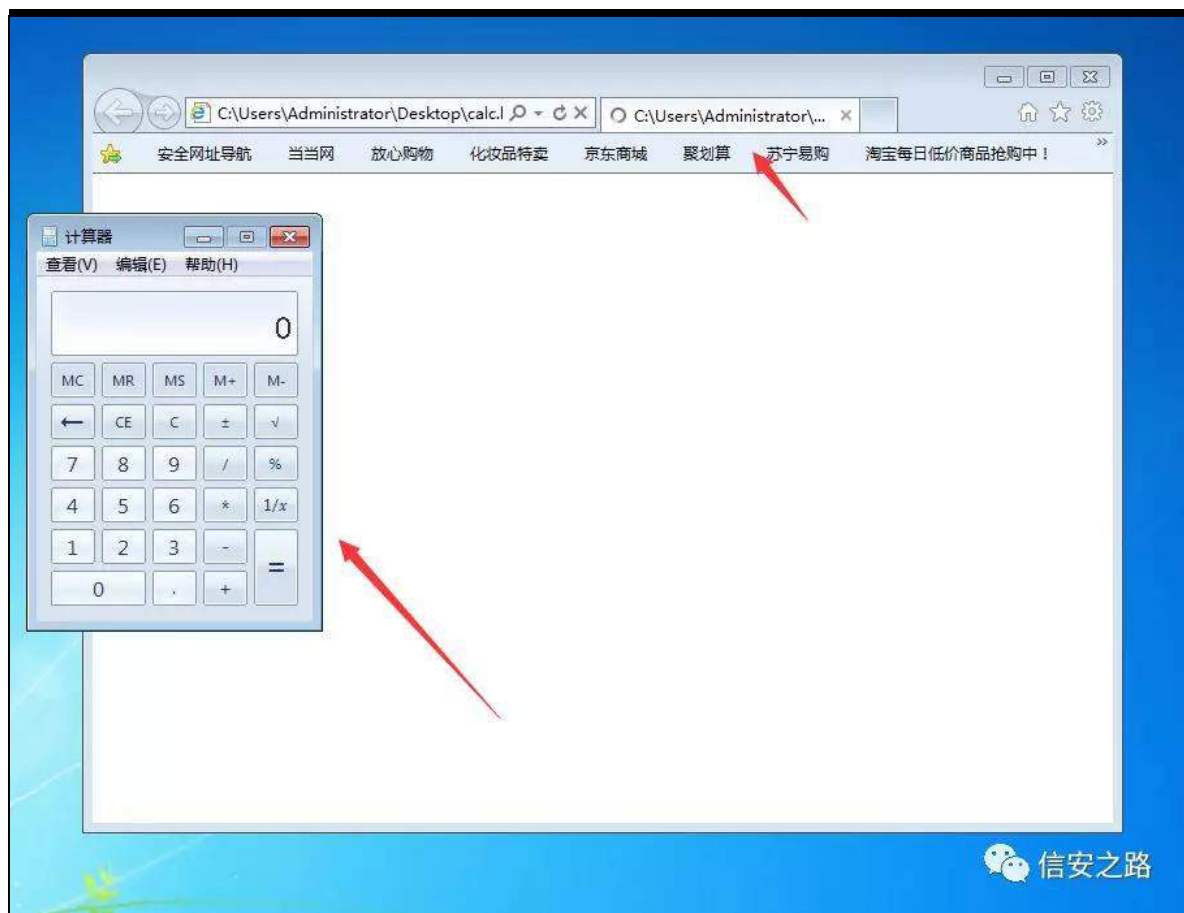 C:\Users\Administrator\Desktop\calc.l
C:\Users\Administrator\...
安全网址导航 当当网 放心购物 化妆品特卖 京东商城 聚划算 苏宁易购 淘宝每日低价商品抢购中！
计算器
查看(V) 编辑(E) 帮助(H)
0
MC MR MS M+ M-
← CE C ± √
7 8 9 / %
4 5 6 * 1/x
1 2 3 - =
0 . +
信安之路